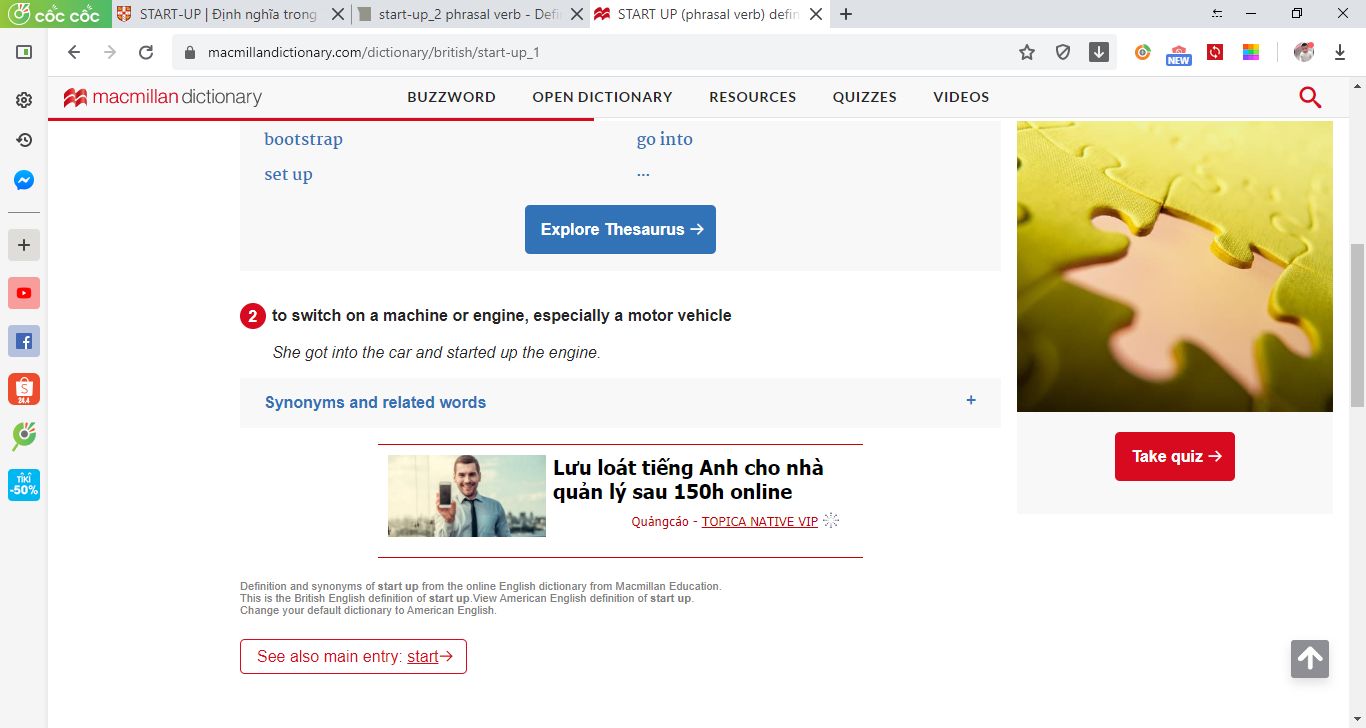 CỐC CỐC
START-UP | Định nghĩa trong
start-up_2 phrasal verb - Defi
START UP (phrasal verb) defin
macmillandictionary.com/dictionary/british/start-up_1
NEW
macmillan dictionary
BUZZWORD
OPEN DICTIONARY
RESOURCES
QUIZZES
VIDEOS
bootstrap
go into
set up
...
Explore Thesaurus →
2 to switch on a machine or engine, especially a motor vehicle
She got into the car and started up the engine.
Synonyms and related words +
Lưu loát tiếng Anh cho nhà
quản lý sau 150h online
Quảngcáo - TOPICA NATIVE VIP
Definition and synonyms of start up from the online English dictionary from Macmillan Education.
This is the British English definition of start up.View American English definition of start up.
Change your default dictionary to American English.
See also main entry: start→
Take quiz →
S
24.4
TIKI
-50%